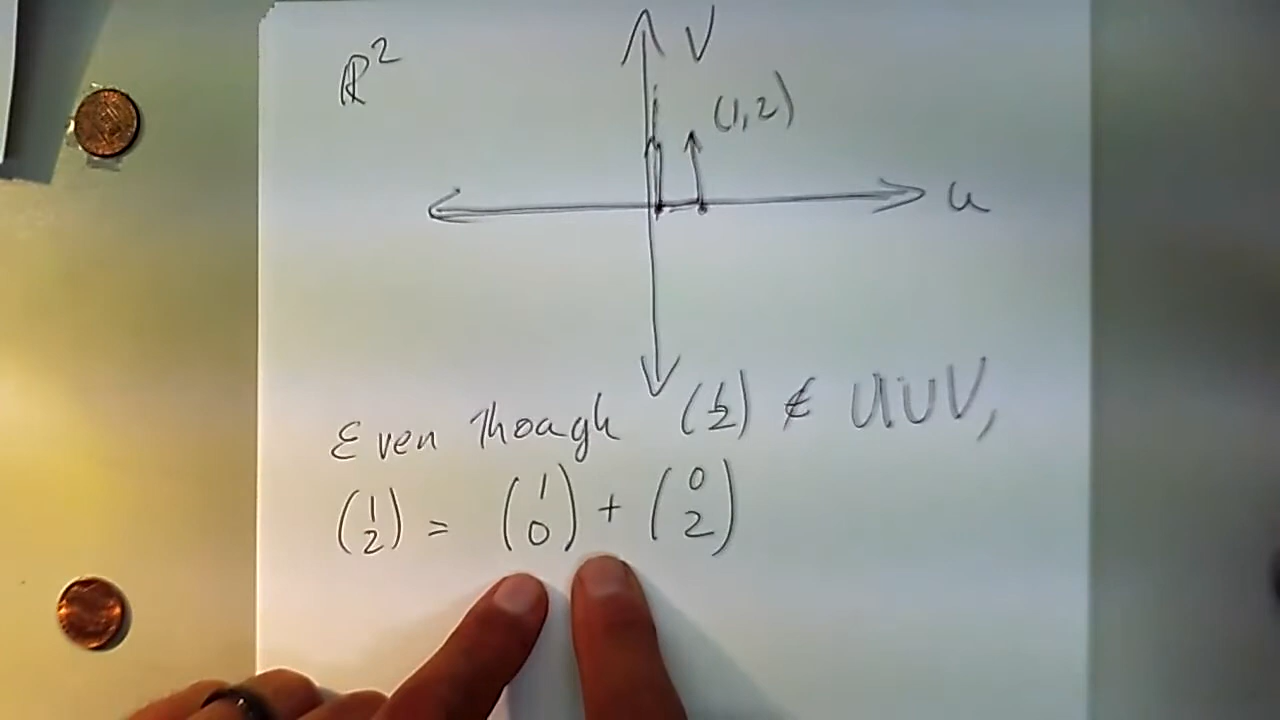 ℝ² V
(1,2)
u
Even though (1 2) ∉ U∪V,
(1 2) = (1 0) + (0 2)